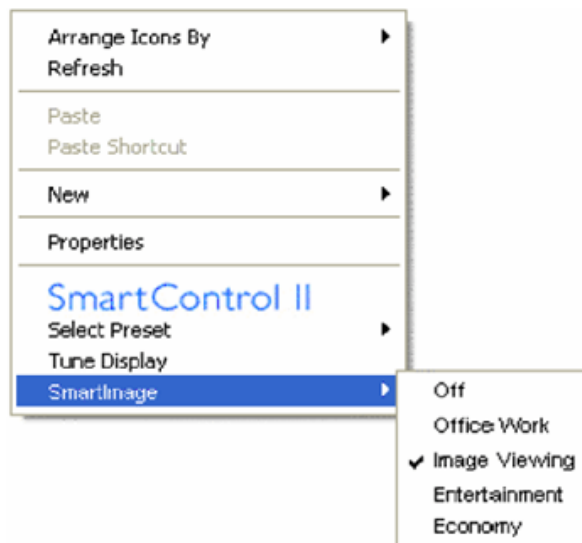 Arrange Icons By
Refresh
Paste
Paste Shortcut
New
Properties
SmartControl II
Select Preset
Tune Display
SmartImage
Off
Office Work
Image Viewing
Entertainment
Economy